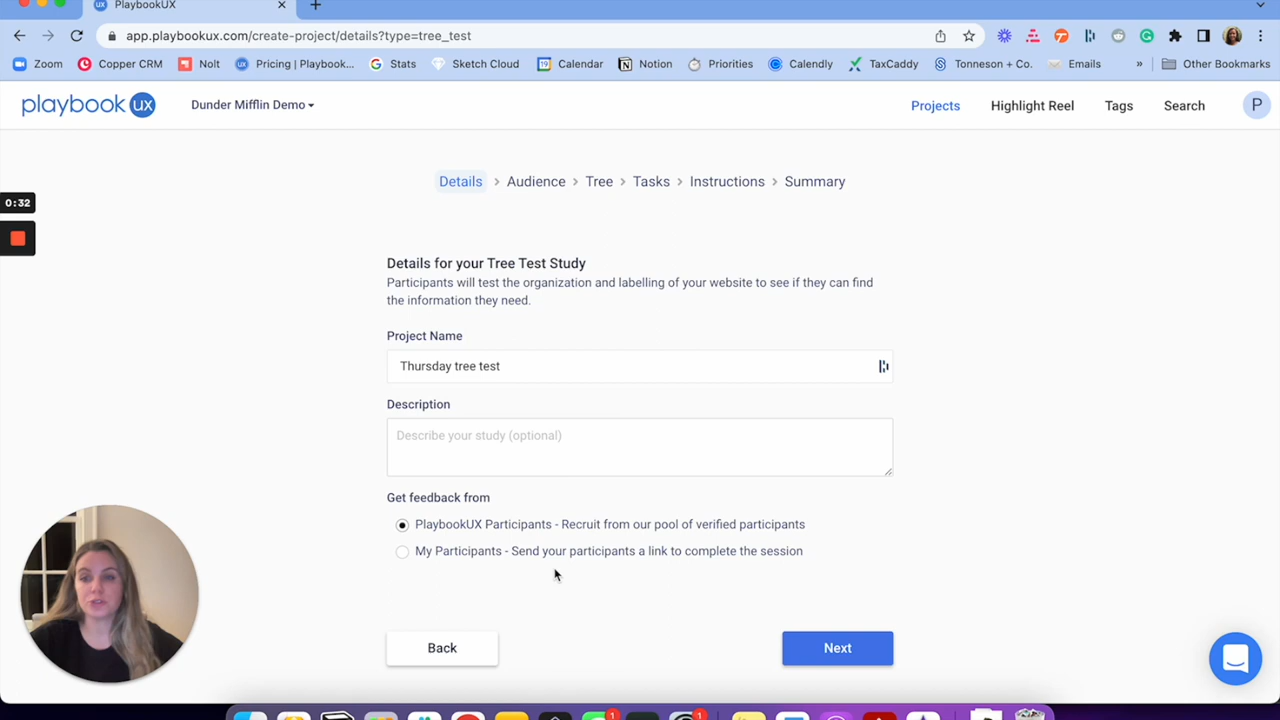 PlaybookUX
app.playbookux.com/create-project/details?type=tree_test
Zoom
Copper CRM
Nolt
Pricing | Playbook...
Stats
Sketch Cloud
Calendar
Notion
Priorities
Calendly
TaxCaddy
Tonneson + Co.
Emails
»
Other Bookmarks
playbook ux
Dunder Mifflin Demo
Projects
Highlight Reel
Tags
Search
P
Details > Audience > Tree > Tasks > Instructions > Summary
0:32
Details for your Tree Test Study
Participants will test the organization and labelling of your website to see if they can find
the information they need.
Project Name
Thursday tree test
Description
Describe your study (optional)
Get feedback from
PlaybookUX Participants - Recruit from our pool of verified participants
My Participants - Send your participants a link to complete the session
Back
Next